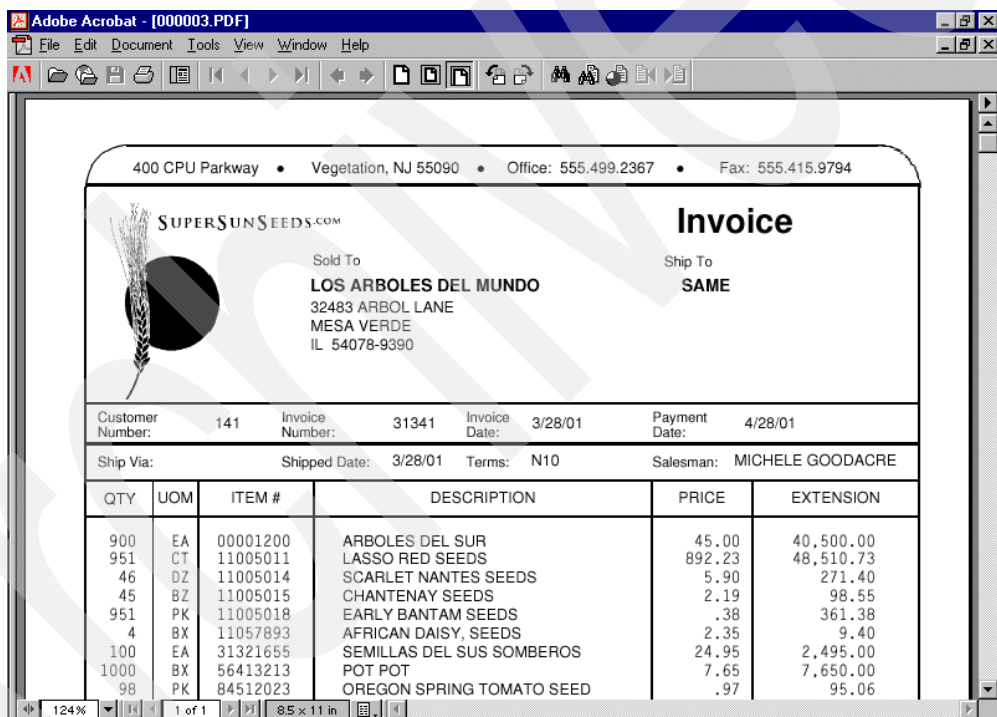 Adobe Acrobat - [000003.PDF]
File Edit Document Tools View Window Help
400 CPU Parkway • Vegetation, NJ 55090 • Office: 555.499.2367 • Fax: 555.415.9794
SUPERSUNSEEDS.COM
Invoice
Sold To
Ship To
LOS ARBOLES DEL MUNDO
SAME
32483 ARBOL LANE
MESA VERDE
IL 54078-9390
Customer Number: 141 Invoice Number: 31341 Invoice Date: 3/28/01 Payment Date: 4/28/01
Ship Via: Shipped Date: 3/28/01 Terms: N10 Salesman: MICHELE GOODACRE
QTY UOM ITEM # DESCRIPTION PRICE EXTENSION
900 EA 00001200 ARBOLES DEL SUR 45.00 40,500.00
951 CT 11005011 LASSO RED SEEDS 892.23 48,510.73
46 DZ 11005014 SCARLET NANTES SEEDS 5.90 271.40
45 BZ 11005015 CHANTENAY SEEDS 2.19 98.55
951 PK 11005018 EARLY BANTAM SEEDS .38 361.38
4 BX 11057893 AFRICAN DAISY, SEEDS 2.35 9.40
100 EA 31321655 SEMILLAS DEL SUS SOMBEROS 24.95 2,495.00
1000 BX 56413213 POT POT 7.65 7,650.00
98 PK 84512023 OREGON SPRING TOMATO SEED .97 95.06
124% 1 of 1 8.5 x 11 in